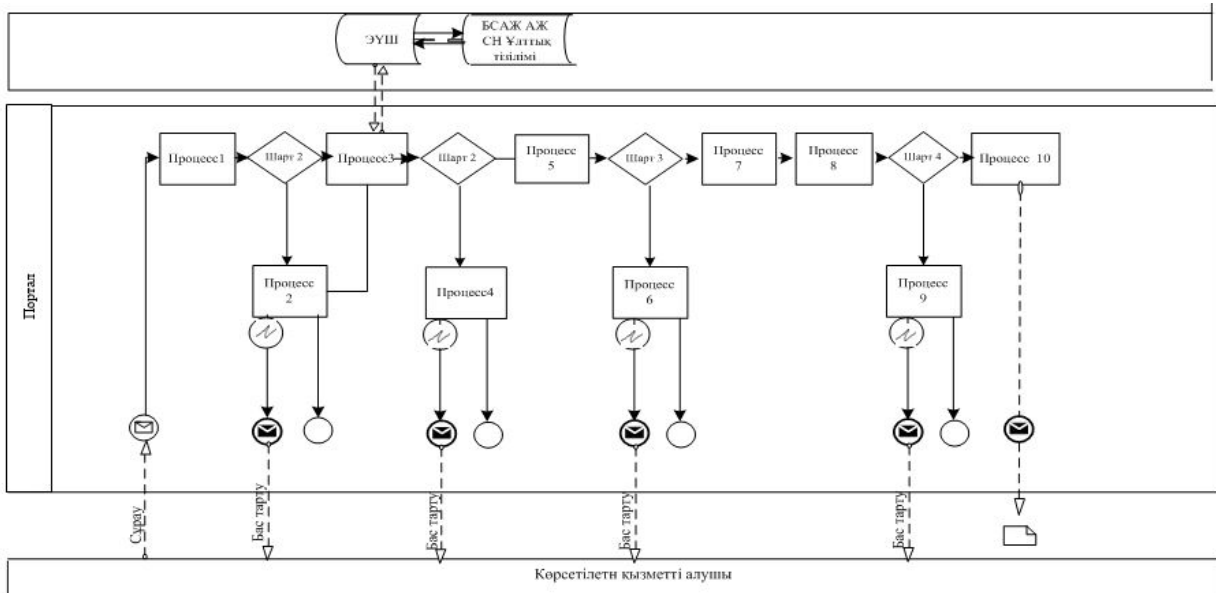 ЭҮШ
БСАЖ АЖ
СН Ұлттық
тізілімі
Портал
Процесс1
Шарт 2
Процесс3
Шарт 2
Процесс
5
Шарт 3
Процесс
7
Процесс
8
Шарт 4
Процесс 10
Процесс
2
Процесс4
Процесс
6
Процесс
9
Сұрау
Бас тарту
Бас тарту
Бас тарту
Бас тарту
Көрсетілетн қызметті алушы